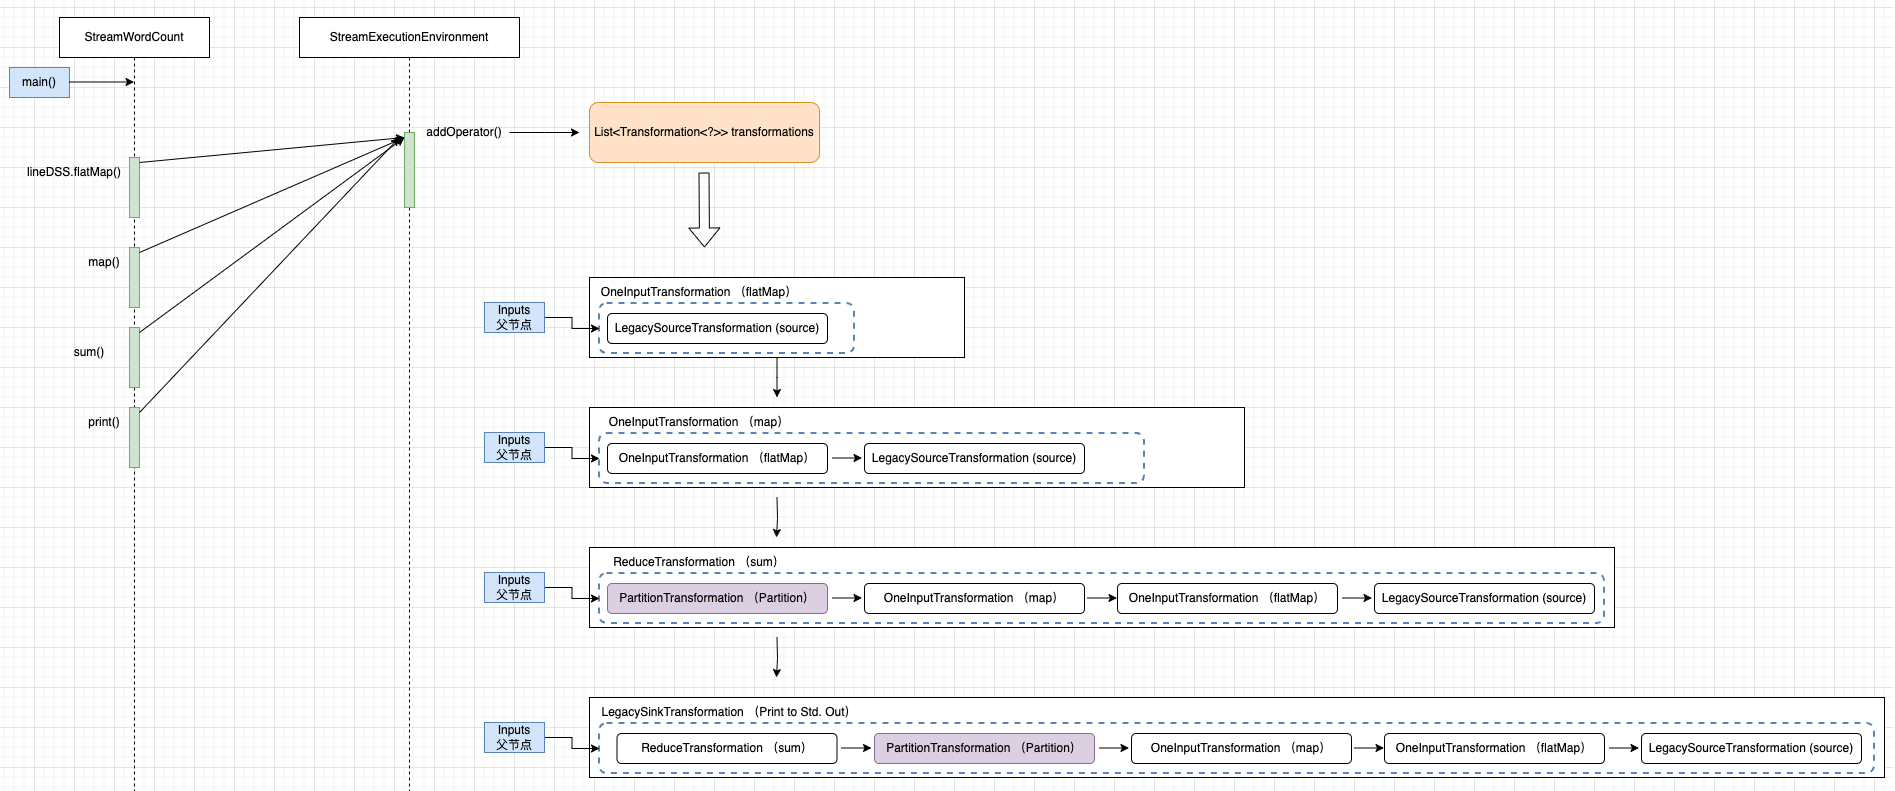 StreamWordCount
StreamExecutionEnvironment
main()
addOperator()
List<Transformation<?>> transformations
lineDSS.flatMap()
map()
sum()
print()
OneInputTransformation （flatMap）
Inputs
父节点
LegacySourceTransformation (source)
OneInputTransformation （map）
Inputs
父节点
OneInputTransformation （flatMap）
LegacySourceTransformation (source)
ReduceTransformation （sum）
Inputs
父节点
PartitionTransformation （Partition）
OneInputTransformation （map）
OneInputTransformation （flatMap）
LegacySourceTransformation (source)
LegacySinkTransformation （Print to Std. Out）
Inputs
父节点
ReduceTransformation （sum）
PartitionTransformation （Partition）
OneInputTransformation （map）
OneInputTransformation （flatMap）
LegacySourceTransformation (source)